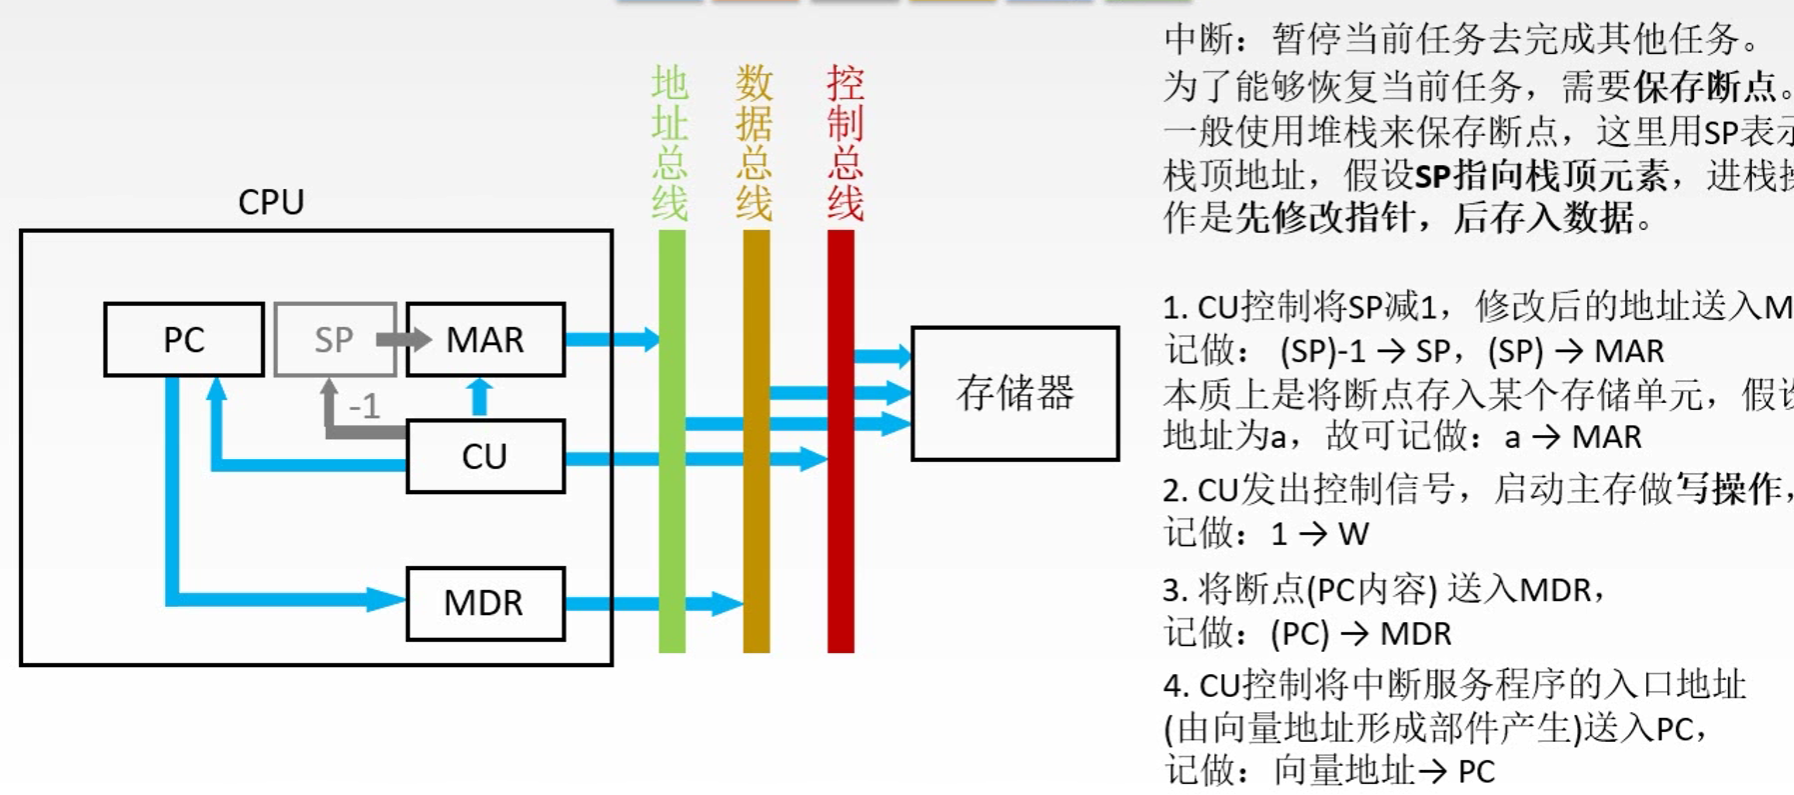 地址总线
数据总线
控制总线
CPU
PC
SP
MAR
-1
CU
MDR
存储器
中断：暂停当前任务去完成其他任务。
为了能够恢复当前任务，需要保存断点。
一般使用堆栈来保存断点，这里用SP表示
栈顶地址，假设SP指向栈顶元素，进栈操
作是先修改指针，后存入数据。
1. CU控制将SP减1，修改后的地址送入M
记做： (SP)-1 → SP，(SP) → MAR
本质上是将断点存入某个存储单元，假设
地址为a，故可记做：a → MAR
2. CU发出控制信号，启动主存做写操作，
记做：1 → W
3. 将断点(PC内容) 送入MDR，
记做：(PC) → MDR
4. CU控制将中断服务程序的入口地址
(由向量地址形成部件产生)送入PC，
记做：向量地址→ PC